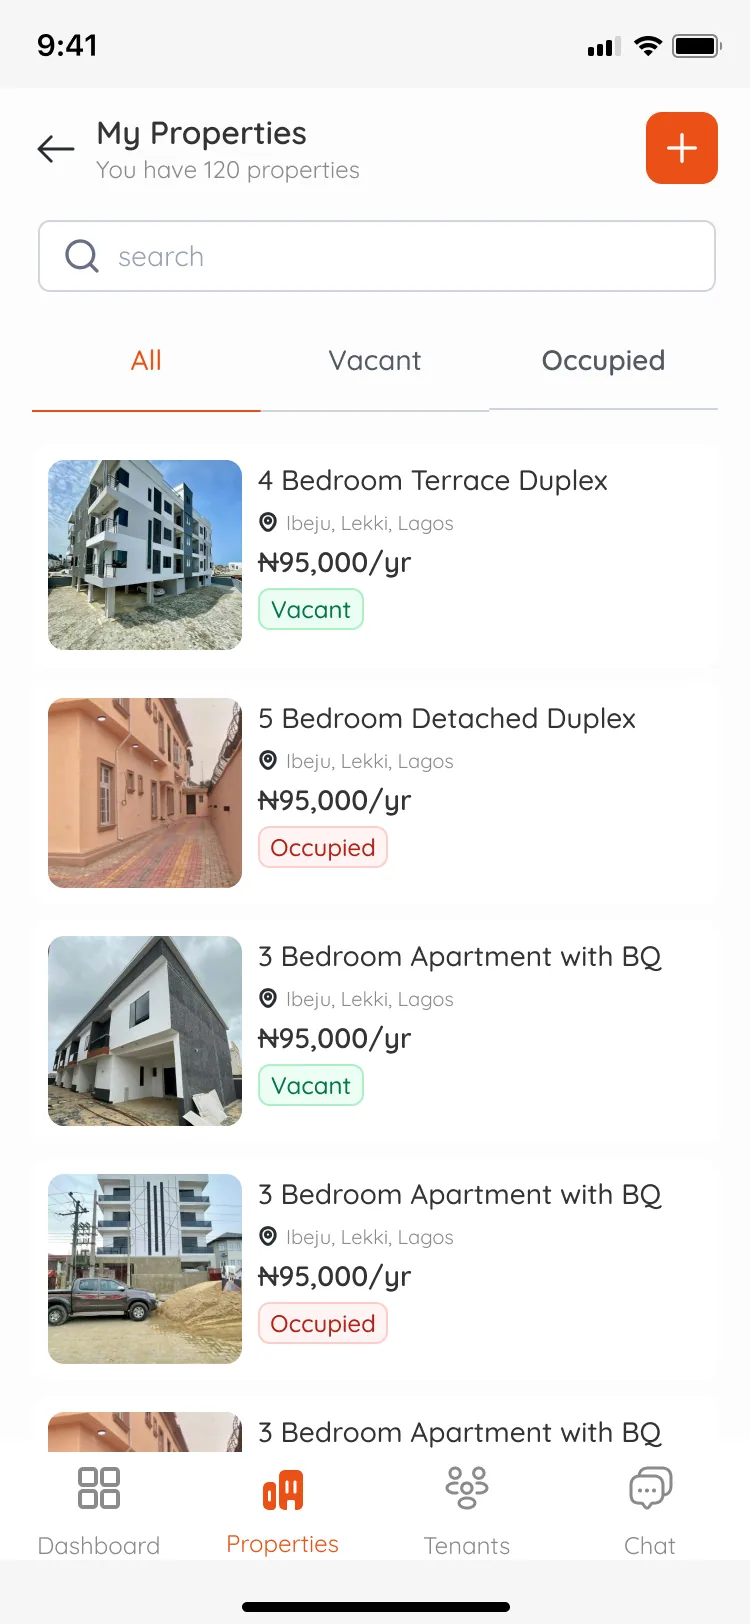 9:41
My Properties
You have 120 properties
search
All
Vacant
Occupied
4 Bedroom Terrace Duplex
Ibeju, Lekki, Lagos
₦95,000/yr
Vacant
5 Bedroom Detached Duplex
Ibeju, Lekki, Lagos
₦95,000/yr
Occupied
3 Bedroom Apartment with BQ
Ibeju, Lekki, Lagos
₦95,000/yr
Vacant
3 Bedroom Apartment with BQ
Ibeju, Lekki, Lagos
₦95,000/yr
Occupied
3 Bedroom Apartment with BQ
Dashboard
Properties
Tenants
Chat